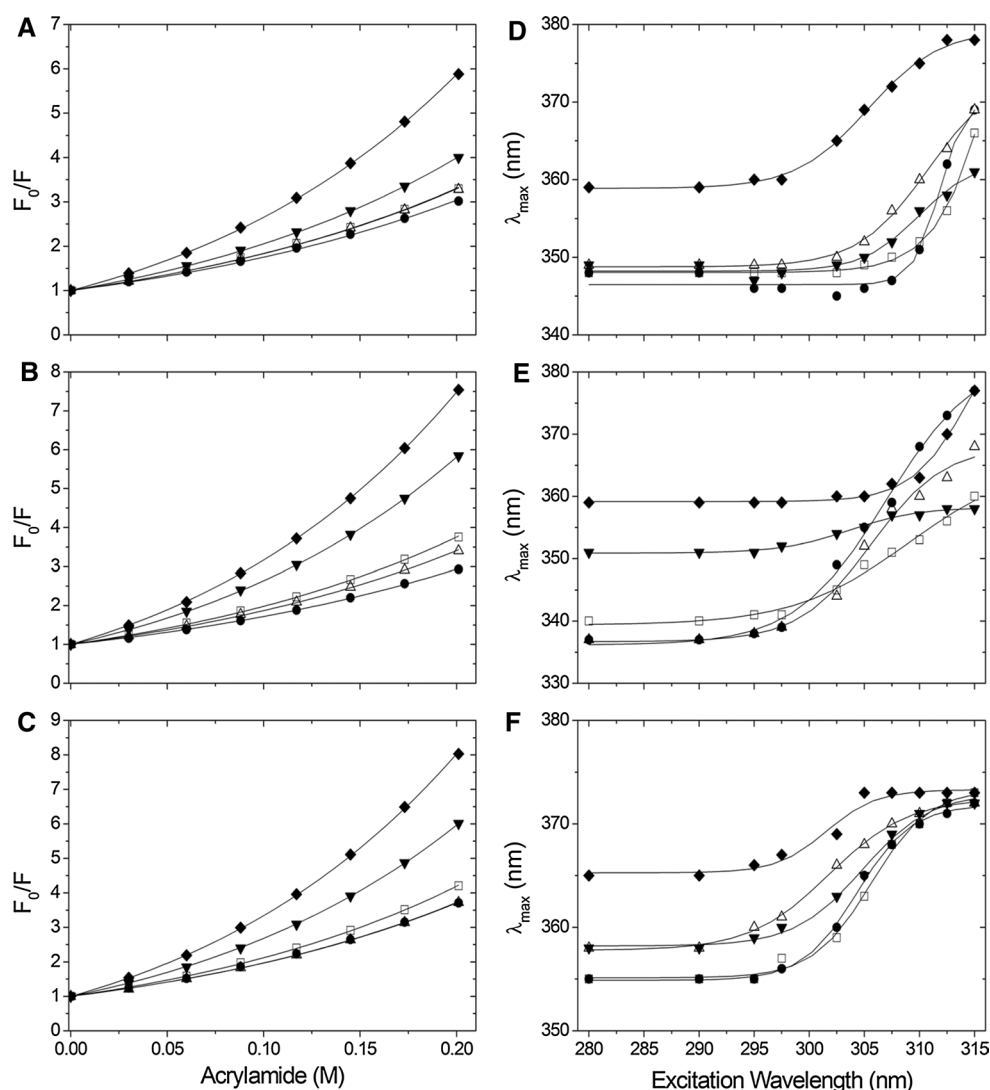 A
7
6
5
4
3
2
1
0
F0/F
D
380
370
360
350
340
λmax (nm)
B
8
7
6
5
4
3
2
1
0
F0/F
E
380
370
360
350
340
330
λmax (nm)
C
9
8
7
6
5
4
3
2
1
0
F0/F
0.00 0.05 0.10 0.15 0.20
Acrylamide (M)
F
380
370
360
350
λmax (nm)
280 285 290 295 300 305 310 315
Excitation Wavelength (nm)